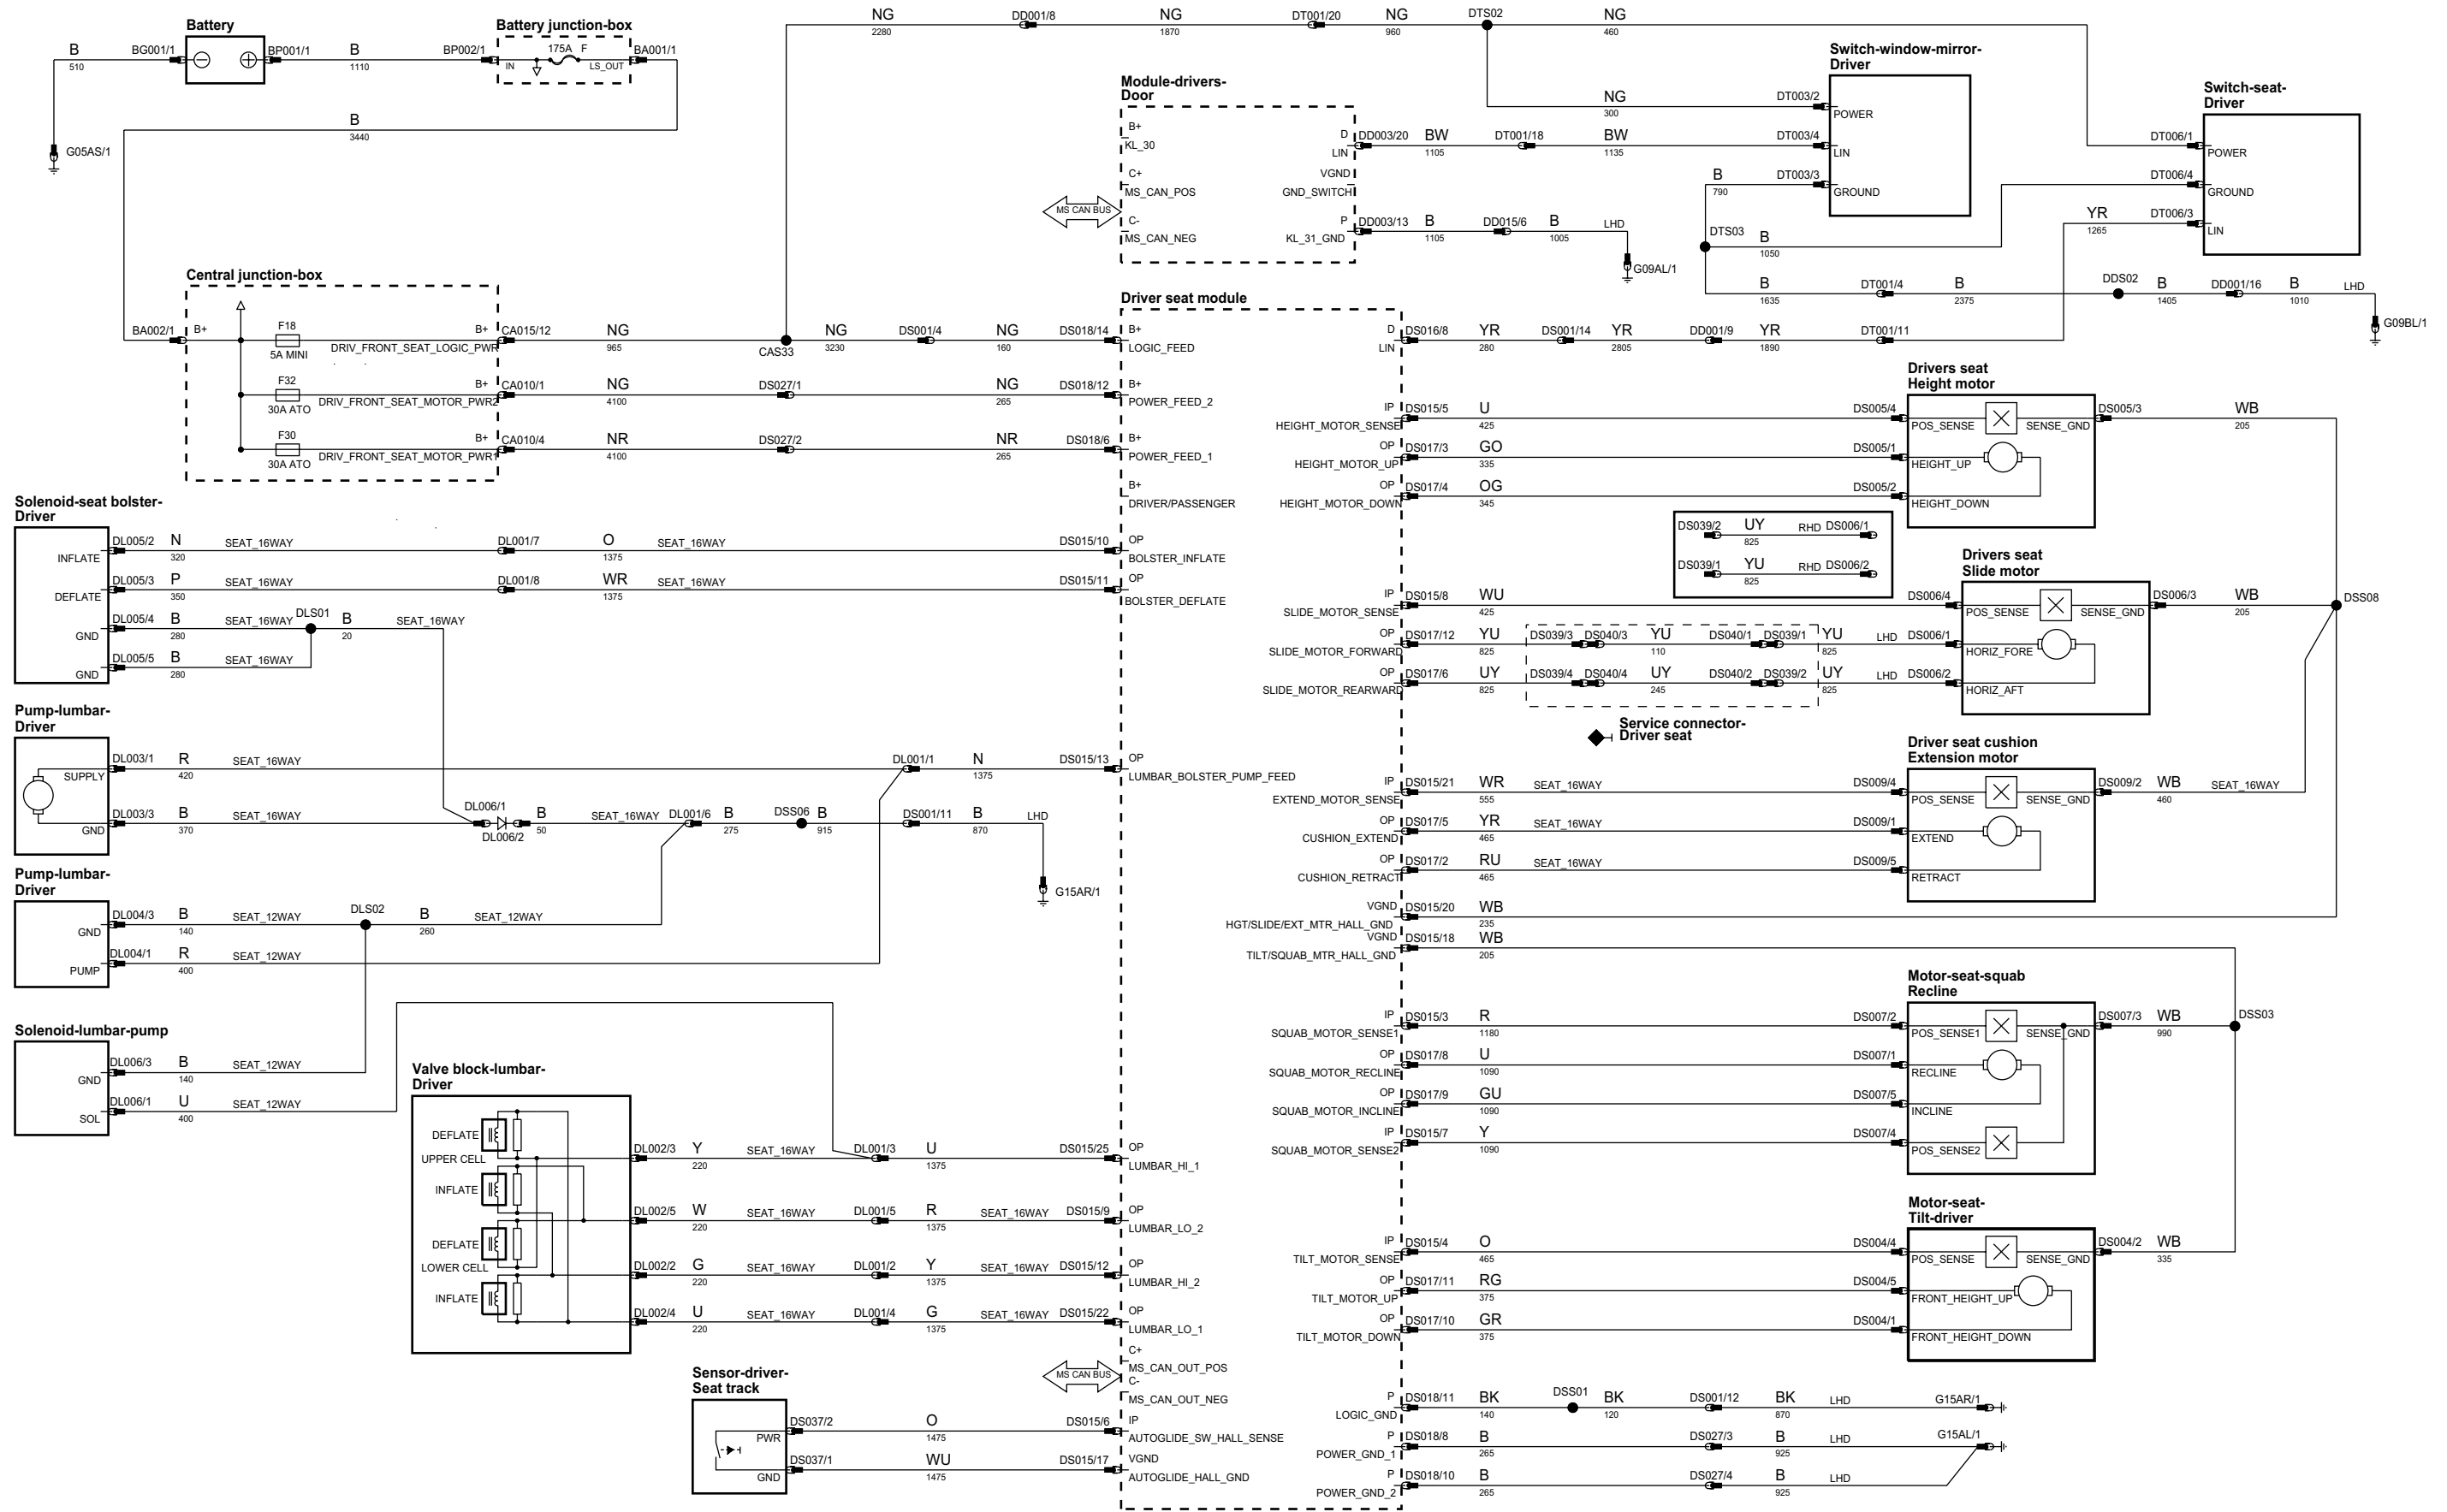 NG DD001/8 NG DT001/20 NG DTS02 NG
2280 1870 960 460
Battery
Battery junction-box
B BG001/1 BP001/1 B BP002/1 175A F BA001/1
510 1110 IN LS_OUT
B
3440
G05AS/1
Switch-window-mirror-
Driver
NG DT003/2
300 POWER
DT003/4
LIN
B DT003/3
790 GROUND
Switch-seat-
Driver
DT006/1
POWER
DT006/4
GROUND
YR DT006/3
1265 LIN
Module-drivers-
Door
B+
KL_30
C+
MS_CAN_POS
MS CAN BUS
C-
MS_CAN_NEG
D DD003/20 BW DT001/18 BW
LIN 1105 1135
VGND
GND_SWITCH
P DD003/13 B DD015/6 B LHD
KL_31_GND 1105 1005
G09AL/1
DTS03 B
1050
B DT001/4 B DDS02 B DD001/16 B LHD
1635 2375 1405 1010
G09BL/1
Central junction-box
BA002/1 B+ F18 B+ CA015/12 NG NG DS001/4 NG DS018/14 B+
5A MINI DRIV_FRONT_SEAT_LOGIC_PWR 965 CAS33 3230 160 LOGIC_FEED
F32 B+ CA010/1 NG DS027/1 NG DS018/12 B+
30A ATO DRIV_FRONT_SEAT_MOTOR_PWR2 4100 265 POWER_FEED_2
F30 B+ CA010/4 NR DS027/2 NR DS018/6 B+
30A ATO DRIV_FRONT_SEAT_MOTOR_PWR1 4100 265 POWER_FEED_1
Driver seat module
B+
DRIVER/PASSENGER
D DS016/8 YR DS001/14 YR DD001/9 YR DT001/11
LIN 280 2805 1890
Drivers seat
Height motor
IP DS015/5 U DS005/4 DS005/3 WB
HEIGHT_MOTOR_SENSE 425 POS_SENSE SENSE_GND 205
OP DS017/3 GO DS005/1
HEIGHT_MOTOR_UP 335 HEIGHT_UP
OP DS017/4 OG DS005/2
HEIGHT_MOTOR_DOWN 345 HEIGHT_DOWN
DS039/2 UY RHD DS006/1
825
DS039/1 YU RHD DS006/2
825
Drivers seat
Slide motor
IP DS015/8 WU DS006/4 DS006/3 WB DSS08
SLIDE_MOTOR_SENSE 425 POS_SENSE SENSE_GND 205
OP DS017/12 YU DS039/3 DS040/3 YU DS040/1 DS039/1 YU LHD DS006/1
SLIDE_MOTOR_FORWARD 825 110 825 HORIZ_FORE
OP DS017/6 UY DS039/4 DS040/4 UY DS040/2 DS039/2 UY LHD DS006/2
SLIDE_MOTOR_REARWARD 825 245 825 HORIZ_AFT
Service connector-
Driver seat
Driver seat cushion
Extension motor
IP DS015/21 WR SEAT_16WAY DS009/4 DS009/2 WB SEAT_16WAY
EXTEND_MOTOR_SENSE 555 POS_SENSE SENSE_GND 460
OP DS017/5 YR SEAT_16WAY DS009/1
CUSHION_EXTEND 465 EXTEND
OP DS017/2 RU SEAT_16WAY DS009/5
CUSHION_RETRACT 465 RETRACT
VGND DS015/20 WB
HGT/SLIDE/EXT_MTR_HALL_GND 235
VGND DS015/18 WB
TILT/SQUAB_MTR_HALL_GND 205
Motor-seat-squab
Recline
IP DS015/3 R DS007/2 DS007/3 WB DSS03
SQUAB_MOTOR_SENSE1 1180 POS_SENSE1 SENSE_GND 990
OP DS017/8 U DS007/1
SQUAB_MOTOR_RECLINE 1090 RECLINE
OP DS017/9 GU DS007/5
SQUAB_MOTOR_INCLINE 1090 INCLINE
IP DS015/7 Y DS007/4
SQUAB_MOTOR_SENSE2 1090 POS_SENSE2
Motor-seat-
Tilt-driver
IP DS015/4 O DS004/4 DS004/2 WB
TILT_MOTOR_SENSE 465 POS_SENSE SENSE_GND 335
OP DS017/11 RG DS004/5
TILT_MOTOR_UP 375 FRONT_HEIGHT_UP
OP DS017/10 GR DS004/1
TILT_MOTOR_DOWN 375 FRONT_HEIGHT_DOWN
P DS018/11 BK DSS01 BK DS001/12 BK LHD G15AR/1
LOGIC_GND 140 120 870
P DS018/8 B DS027/3 B LHD G15AL/1
POWER_GND_1 265 925
P DS018/10 B DS027/4 B LHD
POWER_GND_2 265 925
Solenoid-seat bolster-
Driver
DL005/2 N SEAT_16WAY DL001/7 O SEAT_16WAY DS015/10 OP
INFLATE 320 1375 BOLSTER_INFLATE
DL005/3 P SEAT_16WAY DL001/8 WR SEAT_16WAY DS015/11 OP
DEFLATE 350 1375 BOLSTER_DEFLATE
DL005/4 B SEAT_16WAY DLS01 B SEAT_16WAY
GND 280 20
DL005/5 B SEAT_16WAY
GND 280
Pump-lumbar-
Driver
DL003/1 R SEAT_16WAY DL001/1 N DS015/13 OP
SUPPLY 420 1375 LUMBAR_BOLSTER_PUMP_FEED
DL003/3 B SEAT_16WAY DL006/1 B SEAT_16WAY DL001/6 B DSS06 B DS001/11 B LHD
GND 370 DL006/2 50 275 915 870
G15AR/1
Pump-lumbar-
Driver
DL004/3 B SEAT_12WAY DLS02 B SEAT_12WAY
GND 140 260
DL004/1 R SEAT_12WAY
PUMP 400
Solenoid-lumbar-pump
DL006/3 B SEAT_12WAY
GND 140
DL006/1 U SEAT_12WAY
SOL 400
Valve block-lumbar-
Driver
DEFLATE
UPPER CELL
INFLATE
DEFLATE
LOWER CELL
INFLATE
DL002/3 Y SEAT_16WAY DL001/3 U DS015/25 OP
220 1375 LUMBAR_HI_1
DL002/5 W SEAT_16WAY DL001/5 R SEAT_16WAY DS015/9 OP
220 1375 LUMBAR_LO_2
DL002/2 G SEAT_16WAY DL001/2 Y SEAT_16WAY DS015/12 OP
220 1375 LUMBAR_HI_2
DL002/4 U SEAT_16WAY DL001/4 G SEAT_16WAY DS015/22 OP
220 1375 LUMBAR_LO_1
C+
MS_CAN_OUT_POS
MS CAN BUS
C-
MS_CAN_OUT_NEG
Sensor-driver-
Seat track
DS037/2 O DS015/6 IP
PWR 1475 AUTOGLIDE_SW_HALL_SENSE
DS037/1 WU DS015/17 VGND
GND 1475 AUTOGLIDE_HALL_GND